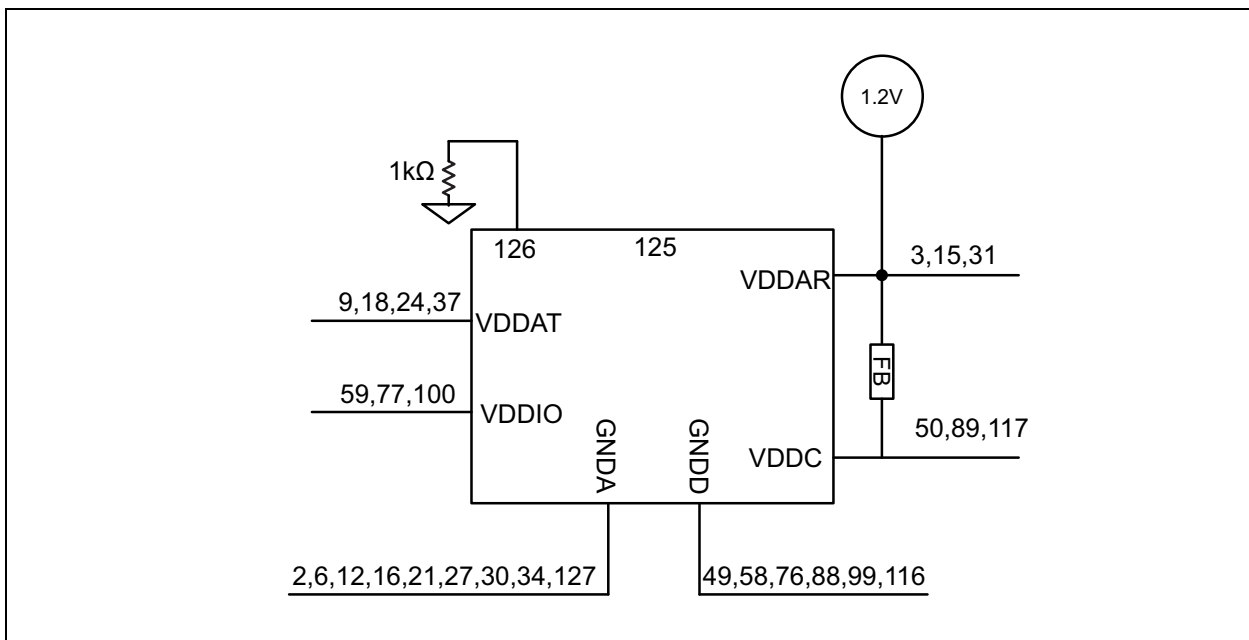 1.2V
1kΩ
126
125
VDDAR
3,15,31
9,18,24,37
VDDAT
FB
59,77,100
VDDIO
GNDA
GNDD
VDDC
50,89,117
2,6,12,16,21,27,30,34,127
49,58,76,88,99,116